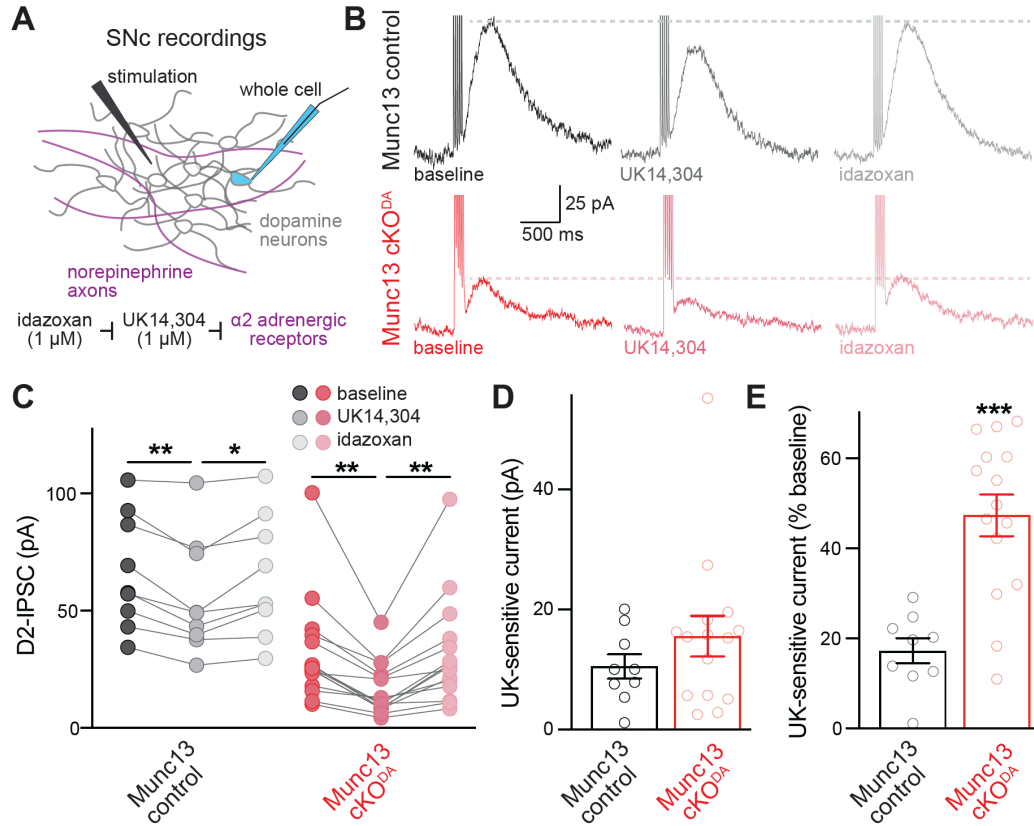 A
SNc recordings
stimulation
whole cell
dopamine
neurons
norepinephrine
axons
idazoxan
(1 µM)
UK14,304
(1 µM)
α2 adrenergic
receptors
B
Munc13 control
baseline
UK14,304
idazoxan
25 pA
500 ms
Munc13 cKOᴰᴬ
baseline
UK14,304
idazoxan
C
baseline
UK14,304
idazoxan
D2-IPSC (pA)
100
50
0
**
*
**
**
Munc13
control
Munc13
cKOᴰᴬ
D
UK-sensitive current (pA)
40
20
0
Munc13
control
Munc13
cKOᴰᴬ
E
UK-sensitive current (% baseline)
60
40
20
0
***
Munc13
control
Munc13
cKOᴰᴬ